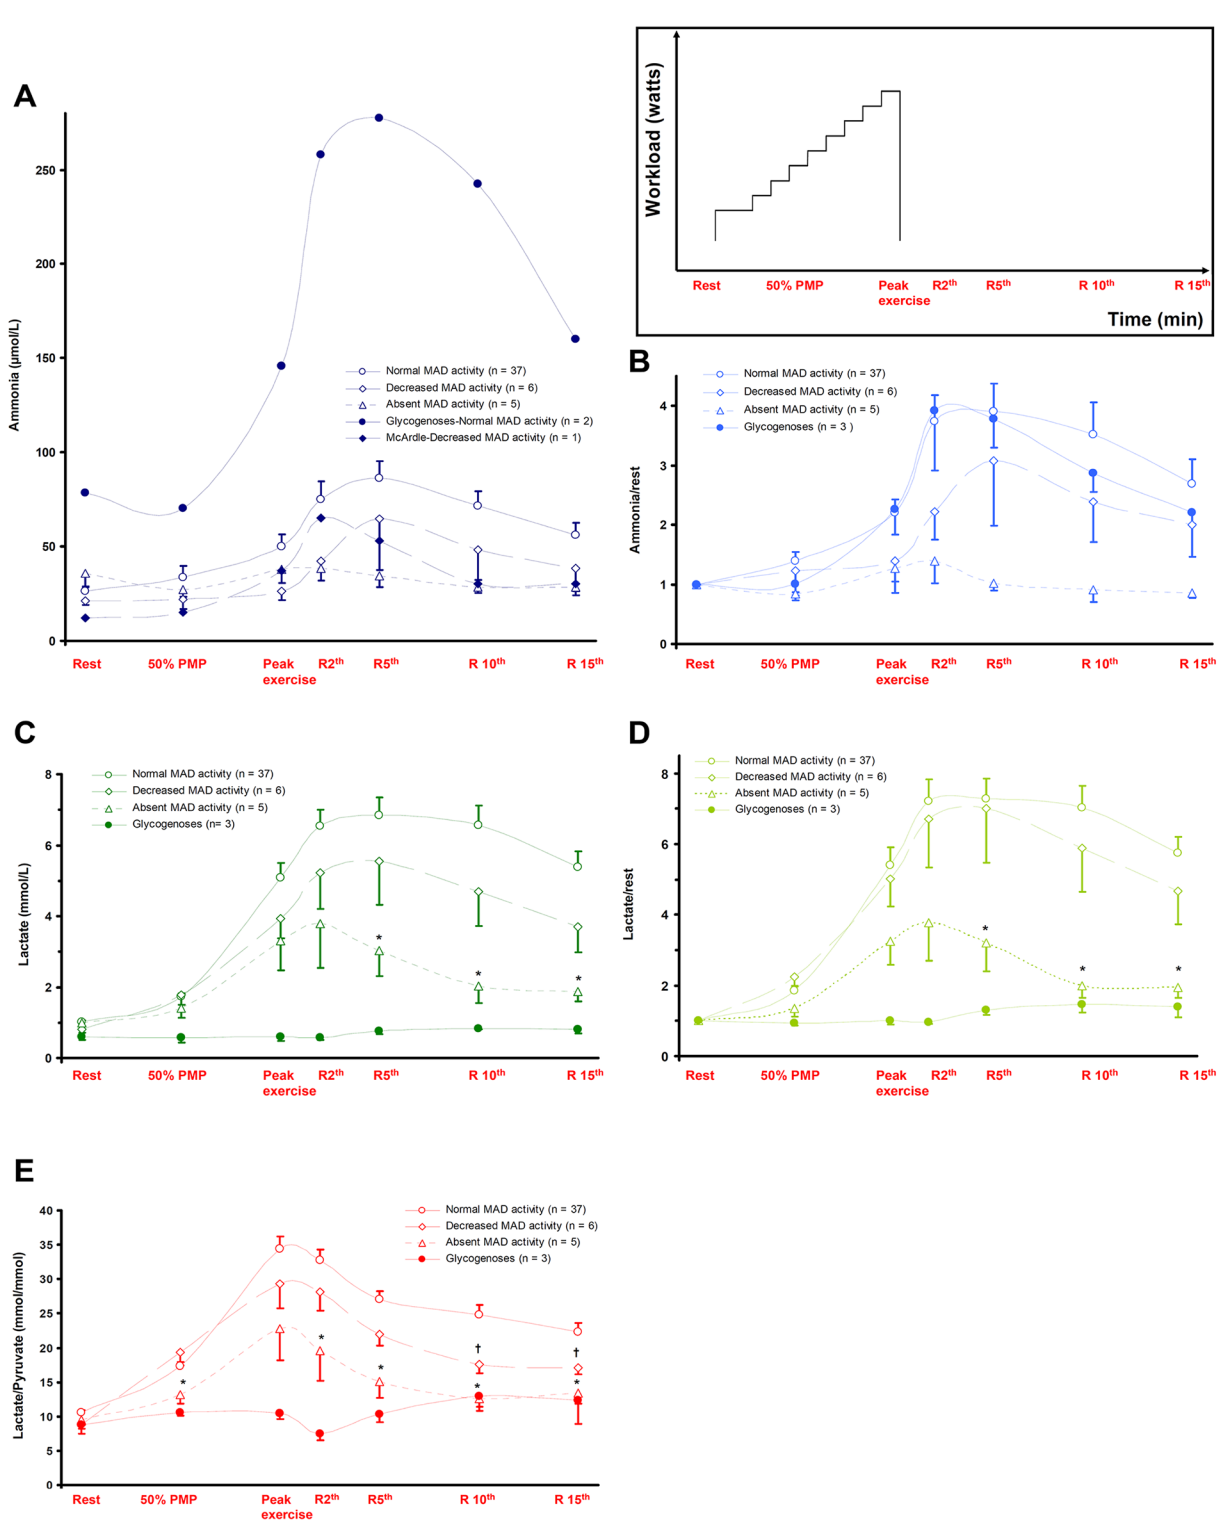 A
Ammonia (µmol/L)
250
200
150
100
50
0
Normal MAD activity (n = 37)
Decreased MAD activity (n = 6)
Absent MAD activity (n = 5)
Glycogenoses-Normal MAD activity (n = 2)
McArdle-Decreased MAD activity (n = 1)
Rest
50% PMP
Peak
exercise
R2th
R5th
R 10th
R 15th
Workload (watts)
Rest
50% PMP
Peak
exercise
R2th
R5th
R 10th
R 15th
Time (min)
B
Ammonia/rest
4
3
2
1
0
Normal MAD activity (n = 37)
Decreased MAD activity (n = 6)
Absent MAD activity (n = 5)
Glycogenoses (n = 3 )
Rest
50% PMP
Peak
exercise
R2th
R5th
R 10th
R 15th
C
Lactate (mmol/L)
8
6
4
2
0
Normal MAD activity (n = 37)
Decreased MAD activity (n = 6)
Absent MAD activity (n = 5)
Glycogenoses (n= 3)
*
*
*
Rest
50% PMP
Peak
exercise
R2th
R5th
R 10th
R 15th
D
Lactate/rest
8
6
4
2
0
Normal MAD activity (n = 37)
Decreased MAD activity (n = 6)
Absent MAD activity (n = 5)
Glycogenoses (n = 3)
*
*
*
Rest
50% PMP
Peak
exercise
R2th
R5th
R 10th
R 15th
E
Lactate/Pyruvate (mmol/mmol)
40
35
30
25
20
15
10
5
0
Normal MAD activity (n = 37)
Decreased MAD activity (n = 6)
Absent MAD activity (n = 5)
Glycogenoses (n = 3)
*
*
*
†
*
†
*
Rest
50% PMP
Peak
exercise
R2th
R5th
R 10th
R 15th